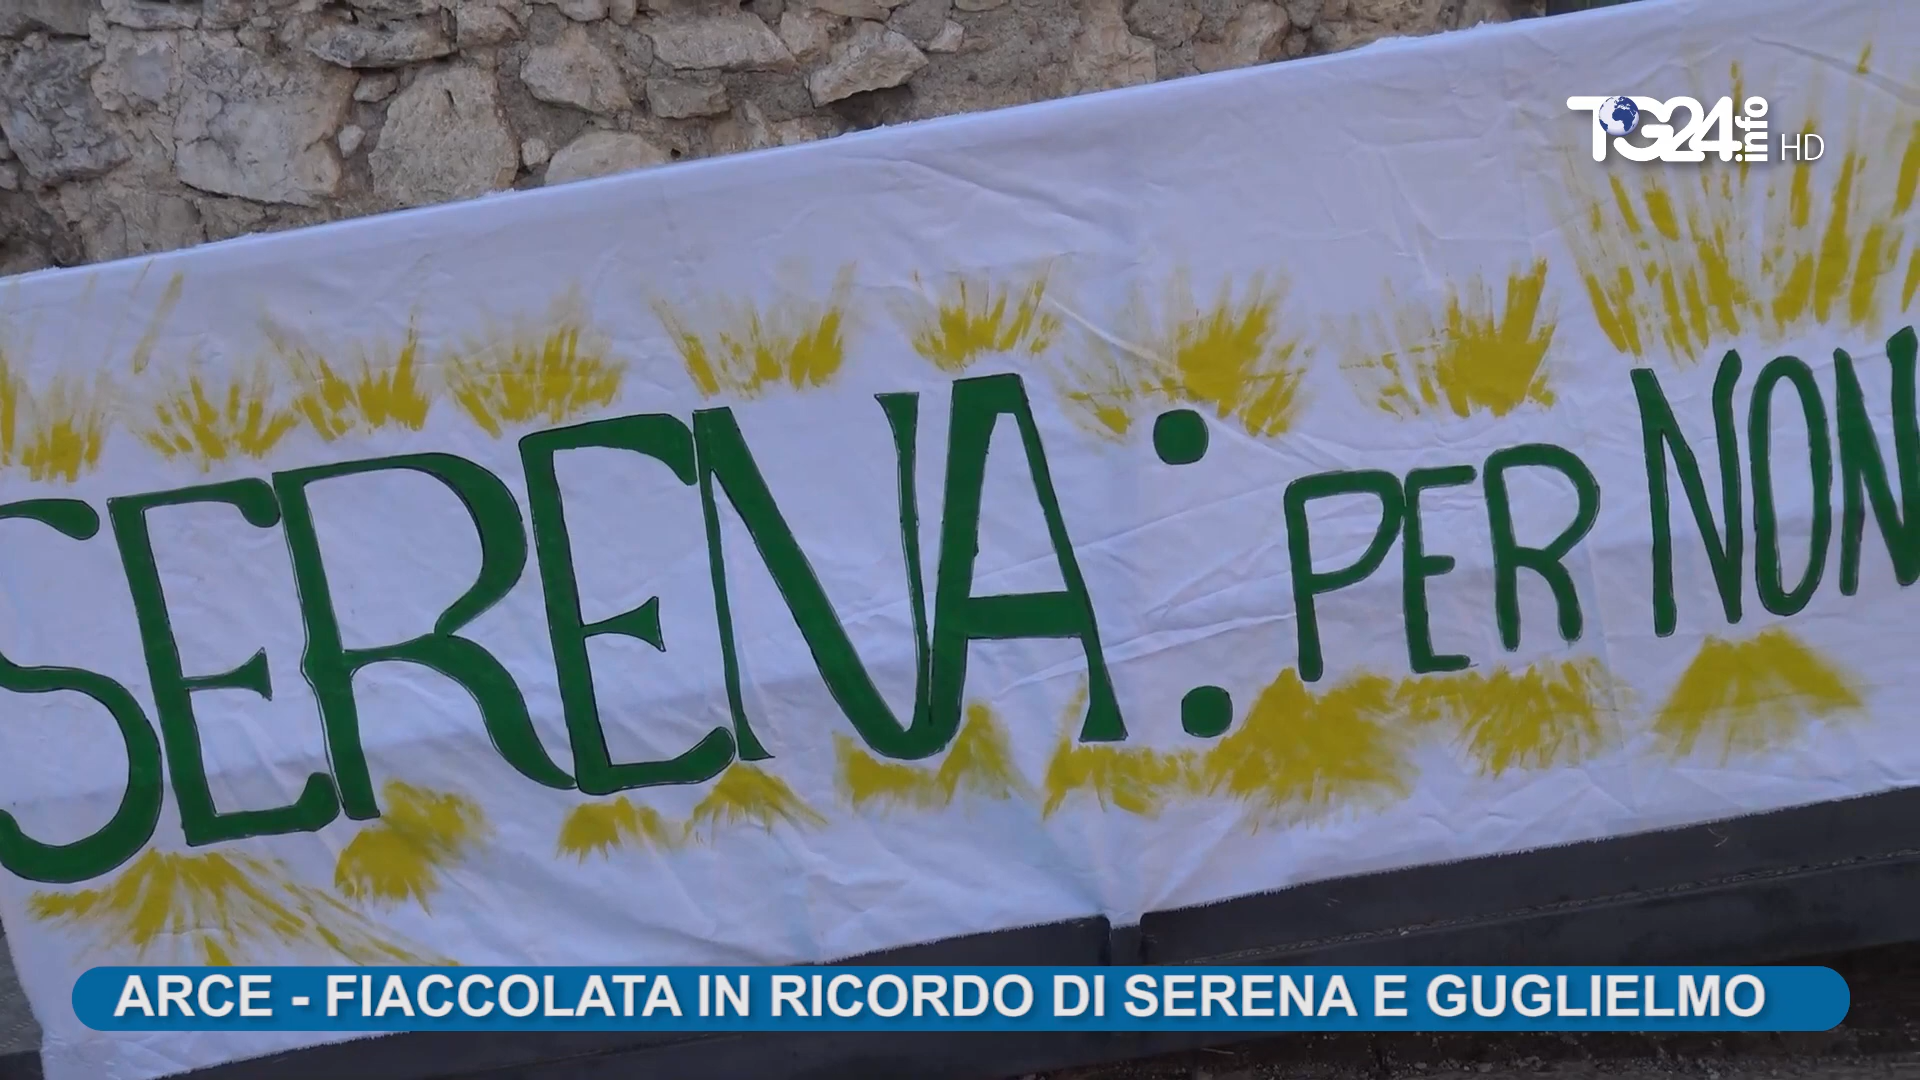 TG24.info HD
SERENA: PER NON
ARCE - FIACCOLATA IN RICORDO DI SERENA E GUGLIELMO